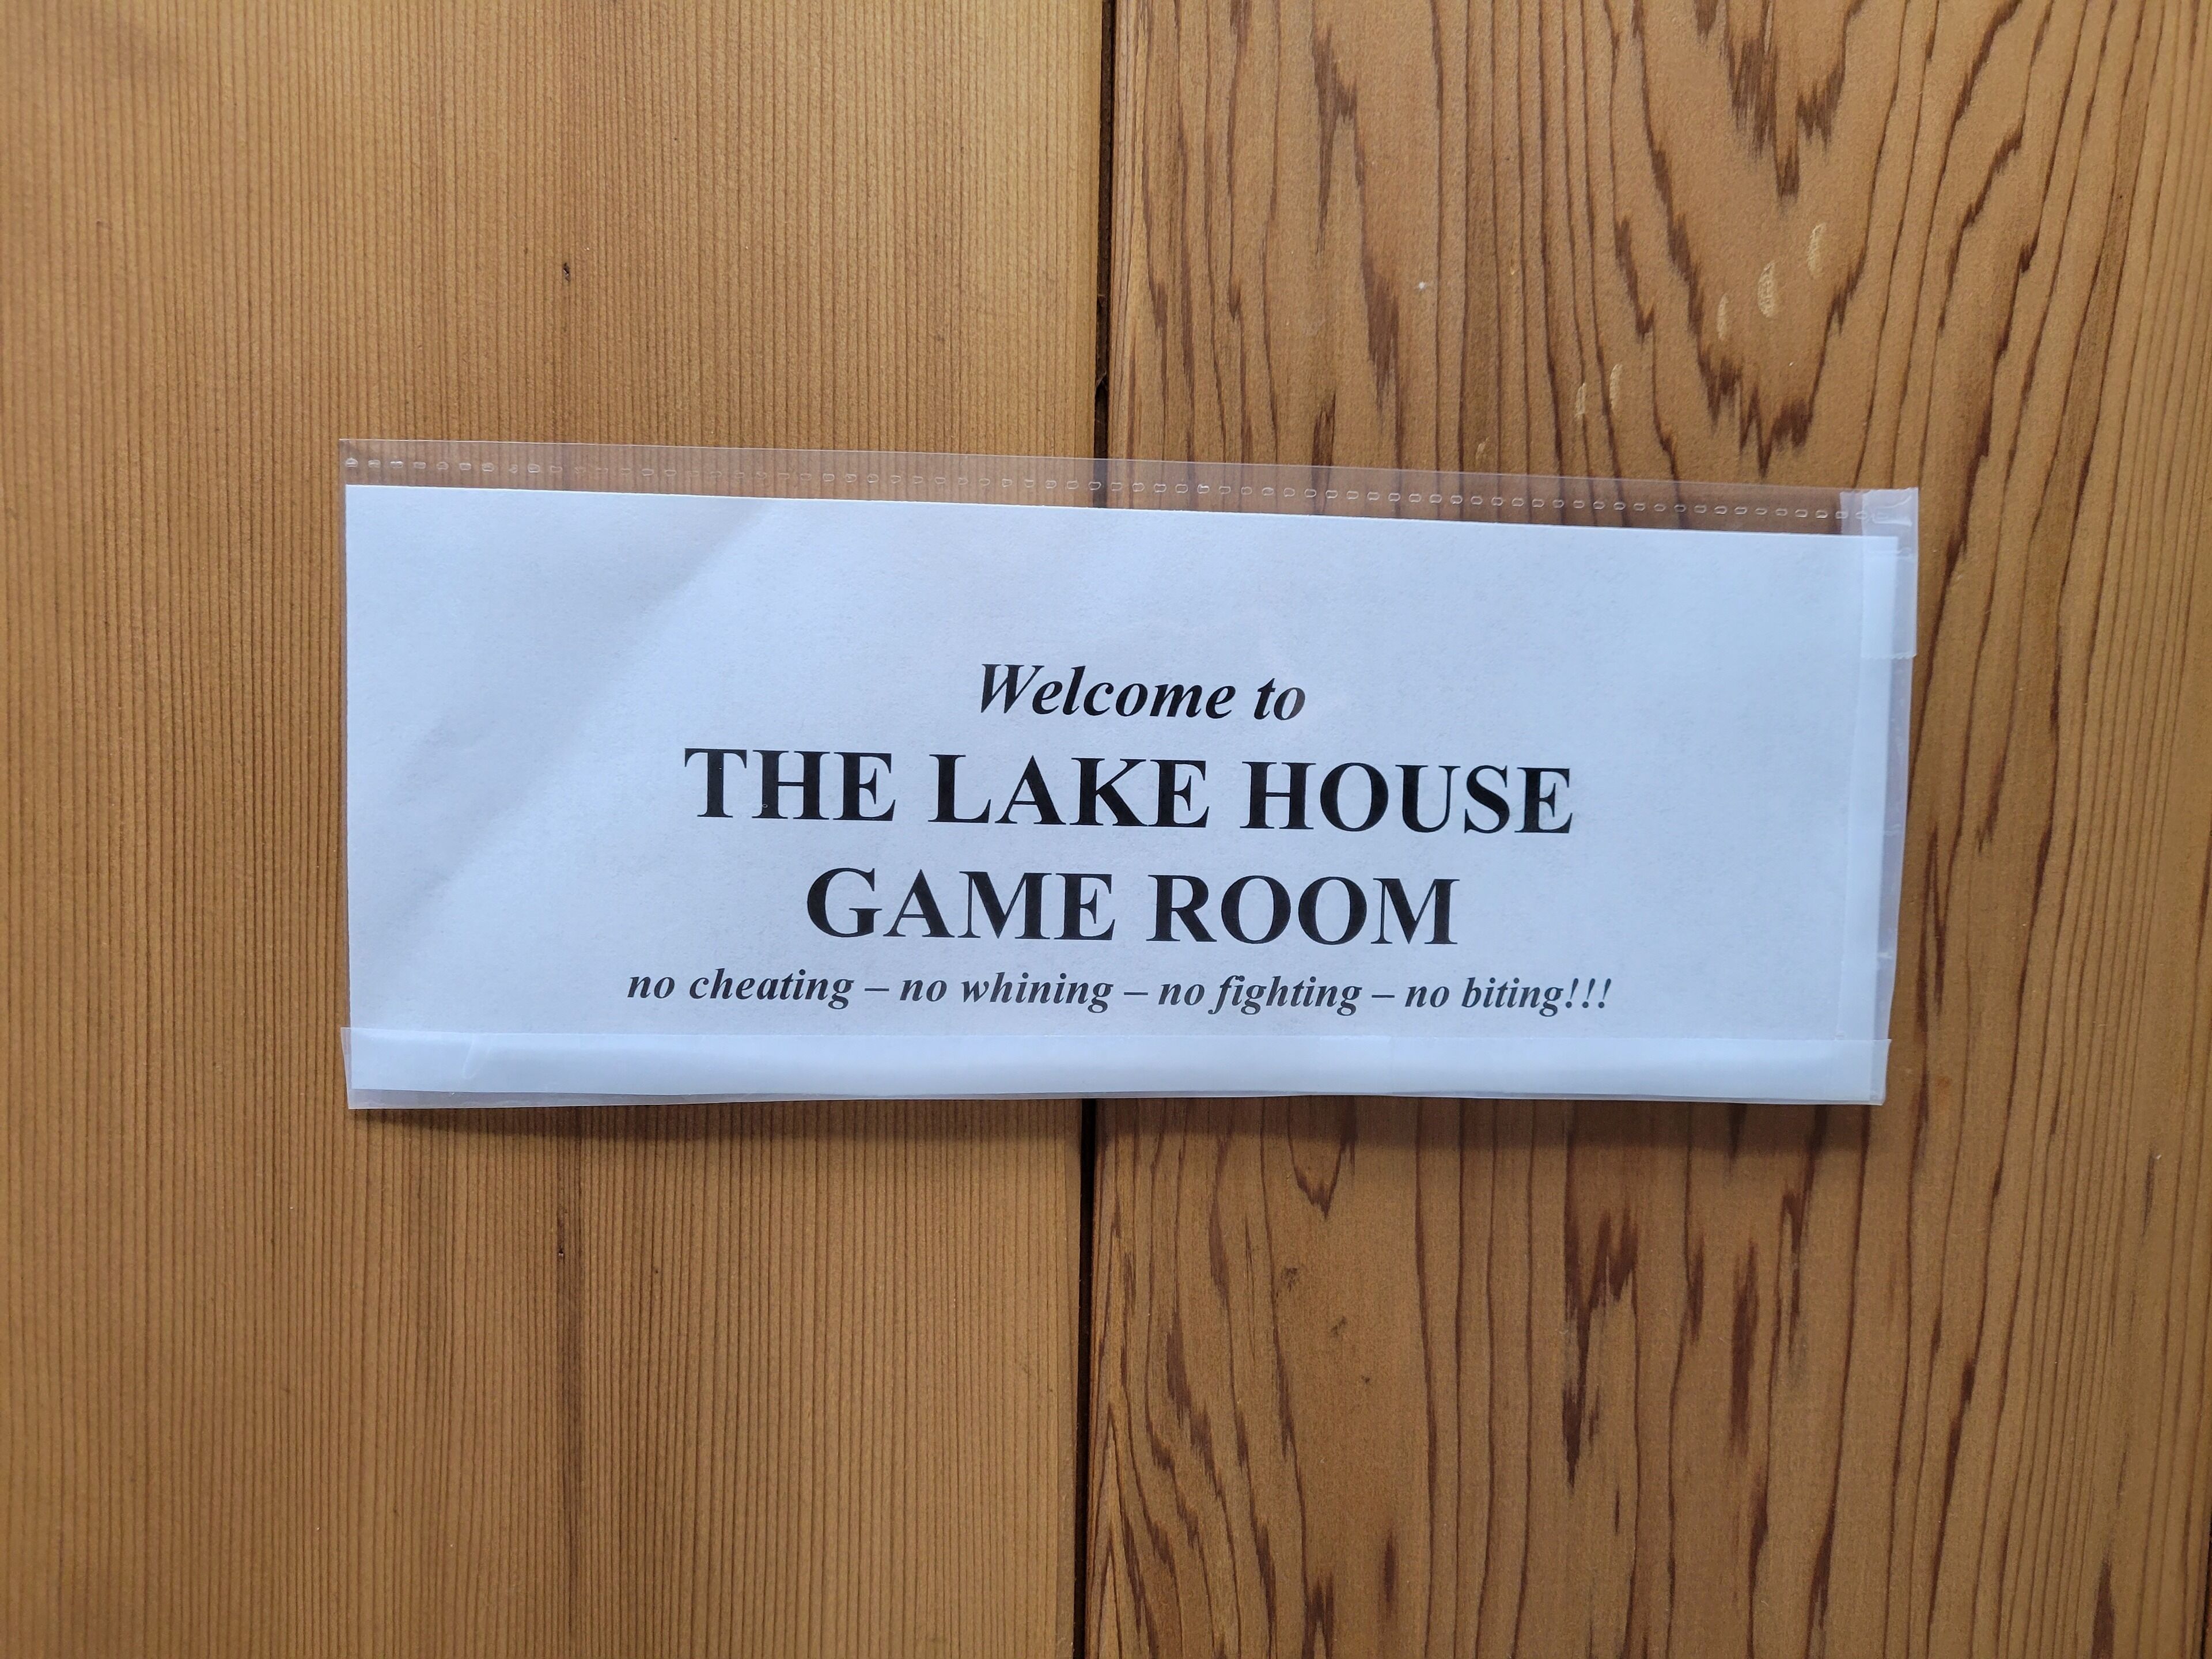 Welcome to
THE LAKE HOUSE
GAME ROOM
no cheating – no whining – no fighting – no biting!!!